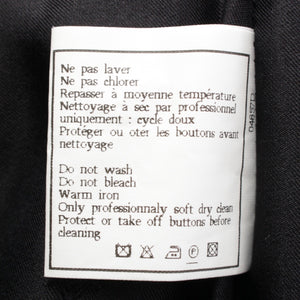 Ne pas laver
Ne pas chlorer
Repasser à moyenne température
Nettoyage à sec par professionel
uniquement : cycle doux
Protéger ou oter les boutons avant
nettoyage
Do not wash
Do not bleach
Warm iron
Only professionnaly soft dry clean
Protect or take off buttons before
cleaning